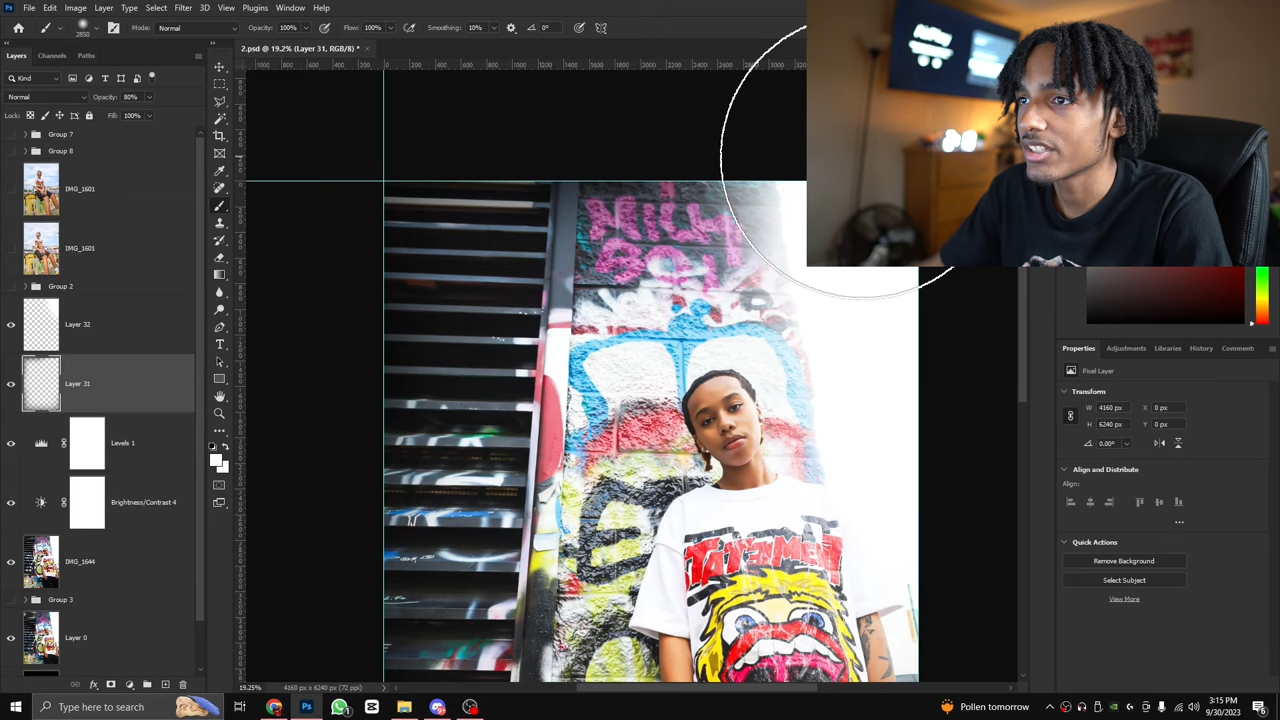 Ps File Edit Image Layer Type Select Filter 3D View Plugins Window Help
2850 Mode: Normal Opacity: 100% Flow: 100% Smoothing: 10% 0°
Layers Channels Paths
2.psd @ 19.2% (Layer 31, RGB/8) *
Kind
Normal Opacity: 80%
Lock: Fill: 100%
Group 7
Group 8
IMG_1601
IMG_1601
Group 2
Layer 32
Layer 31
Levels 1
Brightness/Contrast 4
IMG_1644
Group 3
Layer 0
TATEMENT
Properties Adjustments Libraries History Comments
Pixel Layer
Transform
W 4160 px X 0 px
H 6240 px Y 0 px
0.00°
Align and Distribute
Align:
Quick Actions
Remove Background
Select Subject
View More
19.25% 4160 px x 6240 px (72 ppi)
Type here to search
Pollen tomorrow
3:15 PM
9/30/2023